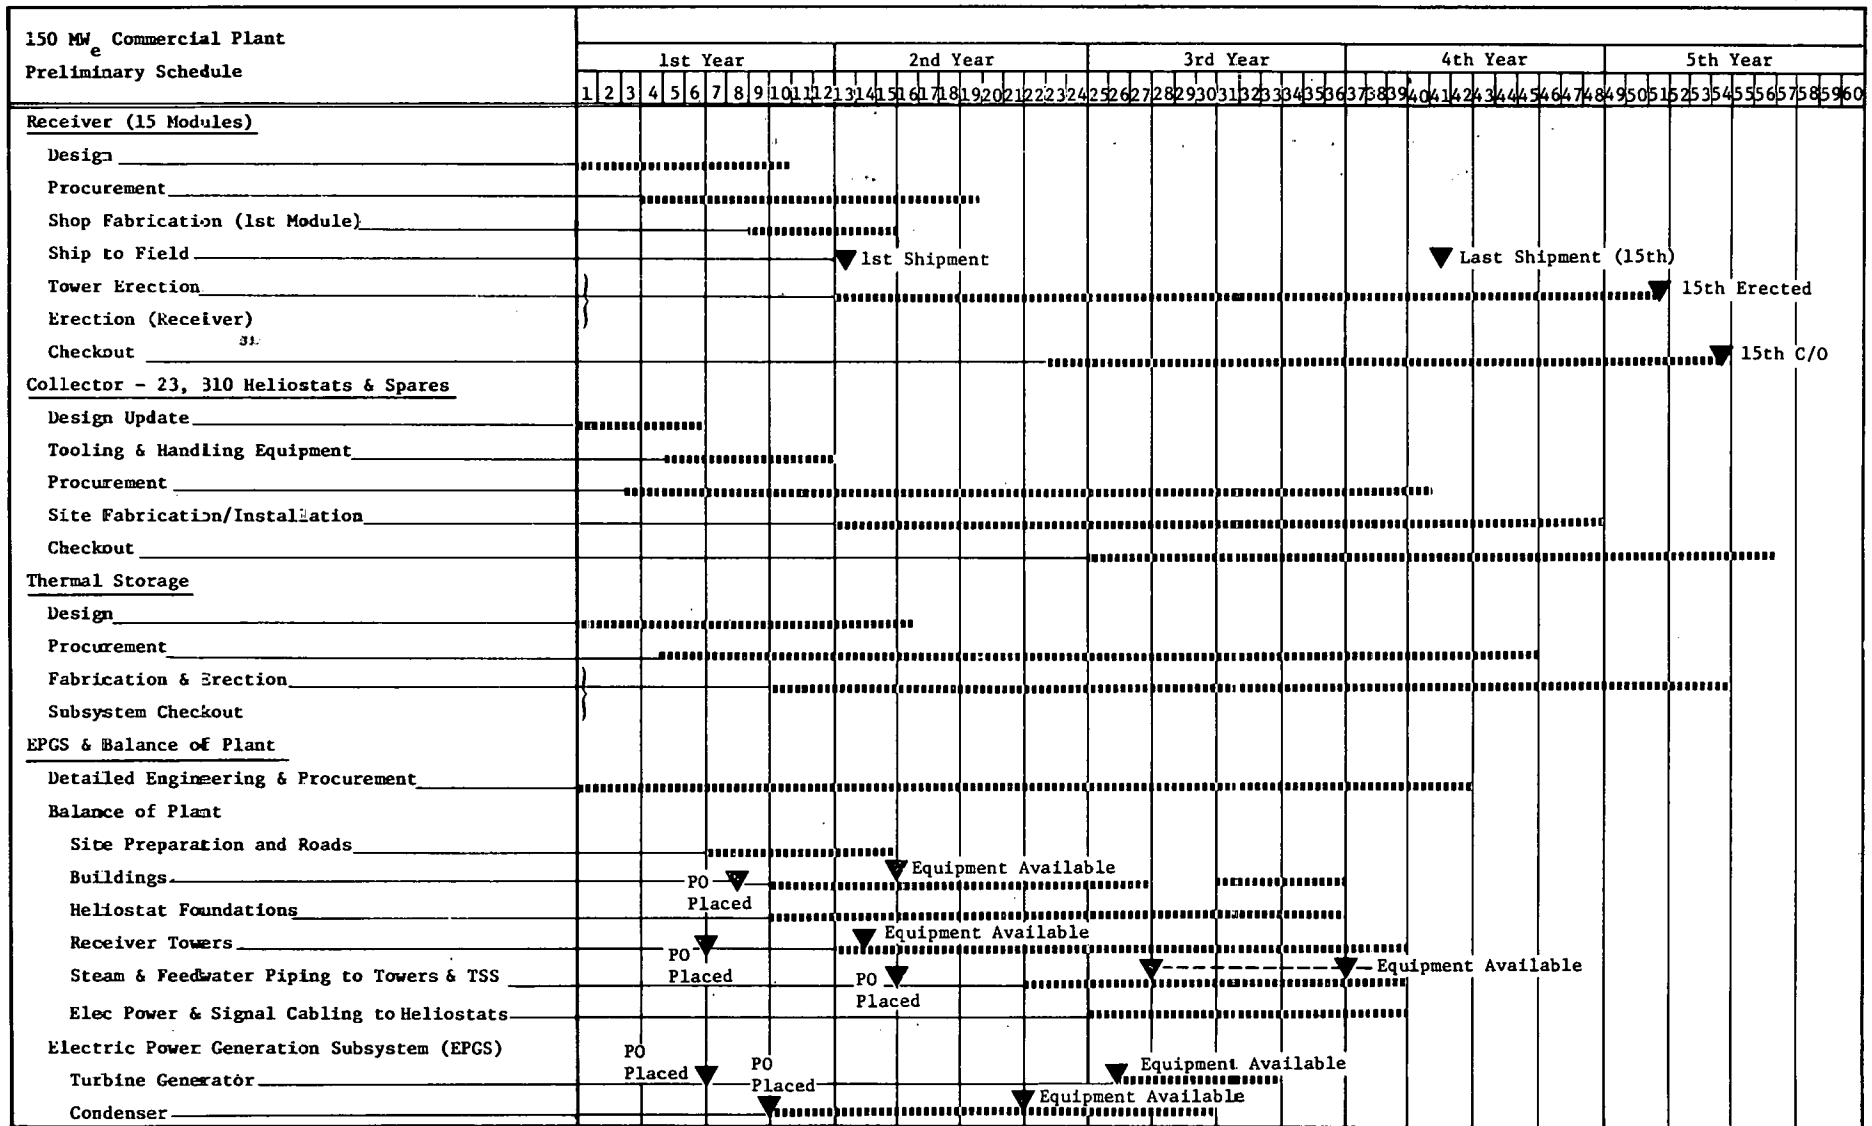 150 MWe Commercial Plant
Preliminary Schedule
1st Year 2nd Year 3rd Year 4th Year 5th Year
1 2 3 4 5 6 7 8 9 10 11 12 13 14 15 16 17 18 19 20 21 22 23 24 25 26 27 28 29 30 31 32 33 34 35 36 37 38 39 40 41 42 43 44 45 46 47 48 49 50 51 52 53 54 55 56 57 58 59 60
Receiver (15 Modules)
Design
Procurement
Shop Fabrication (1st Module)
Ship to Field 1st Shipment Last Shipment (15th)
Tower Erection 15th Erected
Erection (Receiver)
Checkout 15th C/O
Collector - 23, 310 Heliostats & Spares
Design Update
Tooling & Handling Equipment
Procurement
Site Fabrication/Installation
Checkout
Thermal Storage
Design
Procurement
Fabrication & Erection
Subsystem Checkout
EPGS & Balance of Plant
Detailed Engineering & Procurement
Balance of Plant
Site Preparation and Roads
Equipment Available
Buildings PO
Placed
Heliostat Foundations
Receiver Towers Equipment Available
PO
Placed
Steam & Feedwater Piping to Towers & TSS PO Equipment Available
Placed
Elec Power & Signal Cabling to Heliostats
Electric Power Generation Subsystem (EPGS)
PO
Placed
Turbine Generator Equipment Available
PO
Placed
Condenser Equipment Available